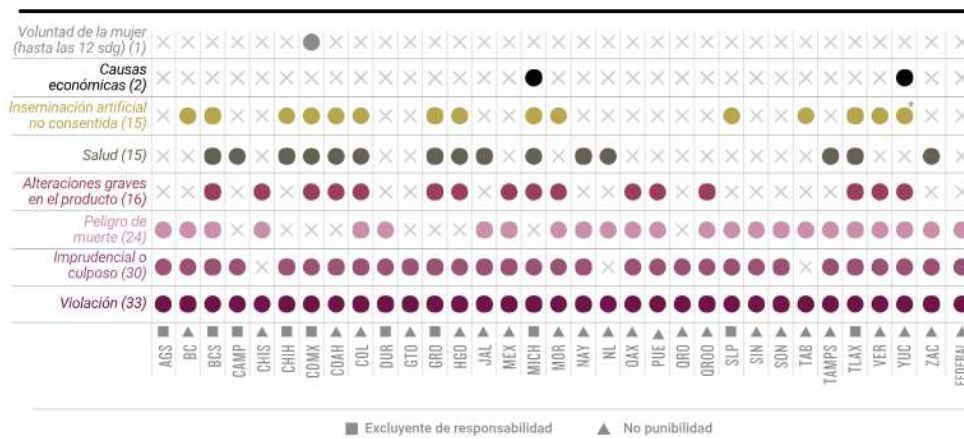 Voluntad de la mujer
(hasta las 12 sdg) (1)
Causas
económicas (2)
Inseminación artificial
no consentida (15)
*
Salud (15)
Alteraciones graves
en el producto (16)
Peligro de
muerte (24)
Imprudencial o
culposo (30)
Violación (33)
AGS
BC
BCS
CAMP
CHIS
CHIH
CDMX
COAH
COL
DUR
GTO
GRO
HGO
JAL
MEX
MICH
MOR
NAY
NL
OAX
PUE
QRO
QROO
SLP
SIN
SON
TAB
TAMPS
TLAX
VER
YUC
ZAC
FEDERAL
Excluyente de responsabilidad
No punibilidad